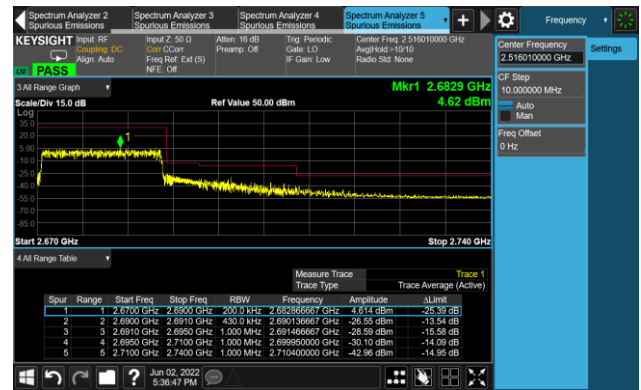 Spectrum Analyzer 2
Spurious Emissions
Spectrum Analyzer 3
Spurious Emissions
Spectrum Analyzer 4
Spurious Emissions
Spectrum Analyzer 5
Spurious Emissions
Frequency
KEYSIGHT
Input: RF
Coupling: DC
Align: Auto
Input Z: 50 Ω
Corr CCorr
Freq Ref: Ext (S)
NFE: Off
Atten: 16 dB
Preamp: Off
Trig: Periodic
Gate: LO
IF Gain: Low
Center Freq: 2.516010000 GHz
Avg|Hold:>10/10
Radio Std: None
PASS
Center Frequency
2.516010000 GHz
Settings
CF Step
10.000000 MHz
Auto
Man
Freq Offset
0 Hz
3 All Range Graph
Mkr1 2.6829 GHz
Scale/Div 15.0 dB
Ref Value 50.00 dBm
4.62 dBm
Log
35.0
20.0
5.00
-10.0
-25.0
-40.0
-55.0
-70.0
-85.0
1
Start 2.670 GHz
Stop 2.740 GHz
4 All Range Table
Measure Trace Trace 1
Trace Type Trace Average (Active)
Spur Range Start Freq Stop Freq RBW Frequency Amplitude ΔLimit
1 1 2.6700 GHz 2.6900 GHz 200.0 kHz 2.682866667 GHz 4.614 dBm -25.39 dB
2 2 2.6900 GHz 2.6910 GHz 430.0 kHz 2.690136667 GHz -26.55 dBm -13.54 dB
3 3 2.6910 GHz 2.6950 GHz 1.000 MHz 2.691466667 GHz -28.59 dBm -15.58 dB
4 4 2.6950 GHz 2.7100 GHz 1.000 MHz 2.699950000 GHz -30.10 dBm -14.09 dB
5 5 2.7100 GHz 2.7400 GHz 1.000 MHz 2.710400000 GHz -42.96 dBm -14.95 dB
?
Jun 02, 2022
5:36:47 PM